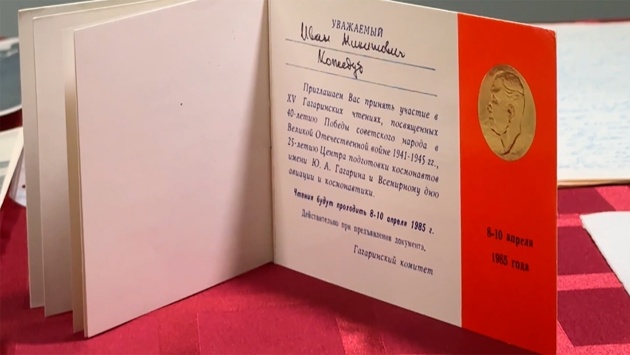 УВАЖАЕМЫЙ
Иван Никитович
Кожедуб
Приглашаем Вас принять участие в
XV Гагаринских чтениях, посвященных
40-летию Победы советского народа в
Великой Отечественной войне 1941-1945 гг.,
25-летию Центра подготовки космонавтов
имени Ю. А. Гагарина и Всемирному дню
авиации и космонавтики.
Чтения будут проходить 8-10 апреля 1985 г.
Действительно при предъявлении документа.
Гагаринский комитет
8-10 апреля
1985 года